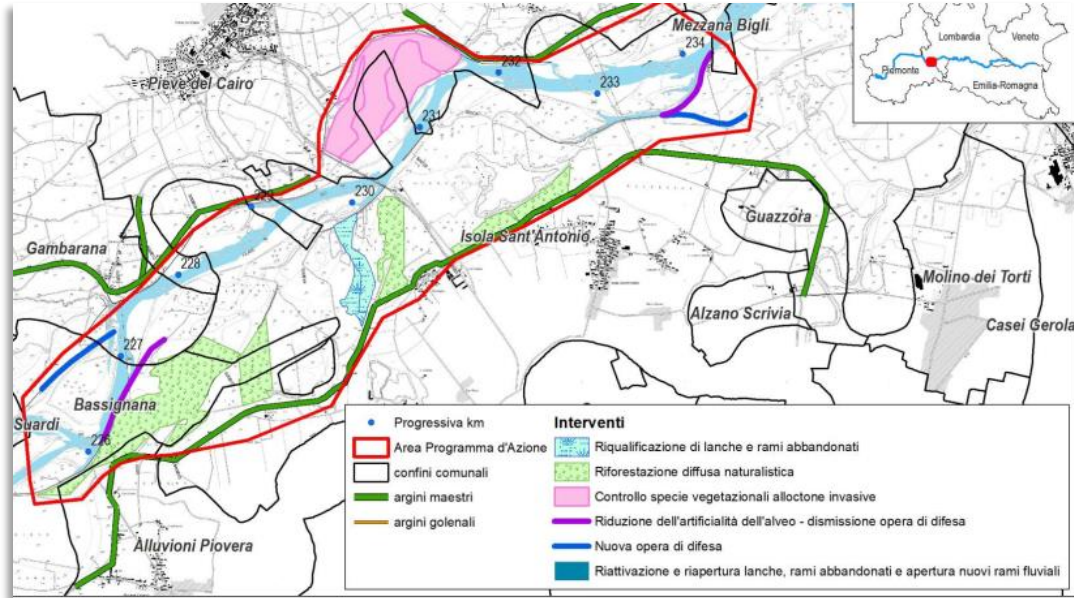 Mezzana Bigli
234
Lombardia
Veneto
Piemonte
Emilia-Romagna
Pieve del Cairo
232
233
231
230
229
Isola Sant'Antonio
Guazzora
Gambarana
228
Molino dei Torti
Alzano Scrivia
Casei Gerola
227
Bassignana
Suardi
226
Alluvioni Piovera
Progressiva km
Area Programma d'Azione
confini comunali
argini maestri
argini golenali
Interventi
Riqualificazione di lanche e rami abbandonati
Riforestazione diffusa naturalistica
Controllo specie vegetazionali alloctone invasive
Riduzione dell'artificialità dell'alveo - dismissione opera di difesa
Nuova opera di difesa
Riattivazione e riapertura lanche, rami abbandonati e apertura nuovi rami fluviali